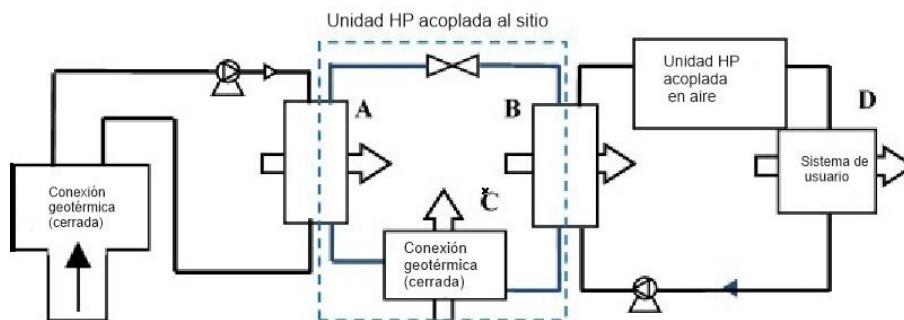 Unidad HP acoplada al sitio
Unidad HP
acoplada
en aire
A
B
D
Conexión
geotérmica
(cerrada)
Sistema de
usuario
Č
Conexión
geotérmica
(cerrada)